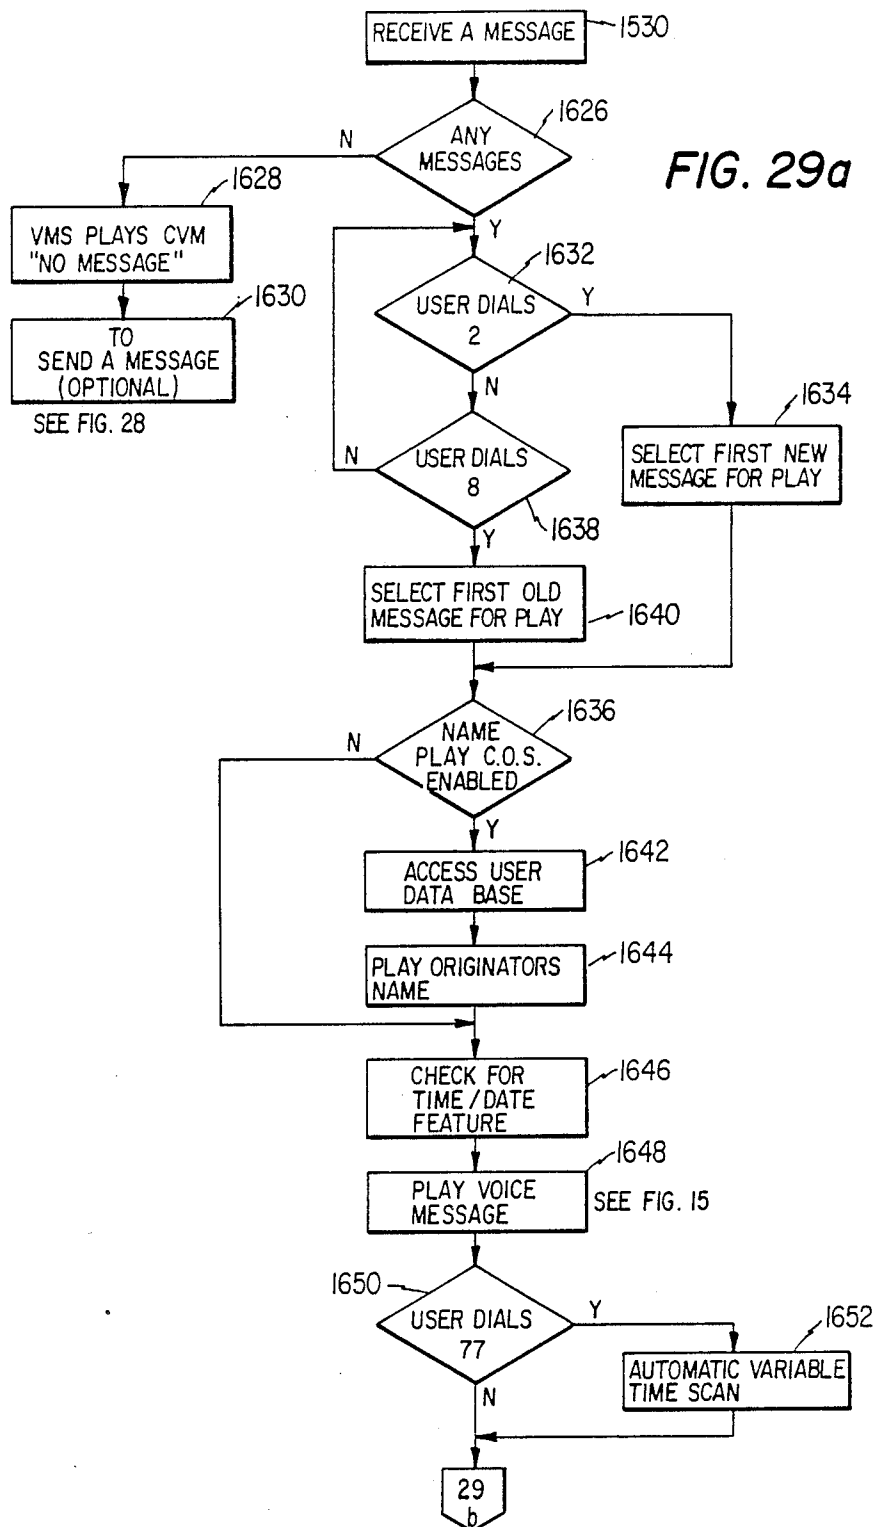 RECEIVE A MESSAGE
1530
ANY
MESSAGES
1626
N
Y
FIG. 29a
1628
VMS PLAYS CVM
"NO MESSAGE"
1630
TO
SEND A MESSAGE
(OPTIONAL)
SEE FIG. 28
1632
USER DIALS
2
Y
N
1634
SELECT FIRST NEW
MESSAGE FOR PLAY
N
USER DIALS
8
1638
Y
SELECT FIRST OLD
MESSAGE FOR PLAY
1640
1636
N
NAME
PLAY C.O.S.
ENABLED
Y
1642
ACCESS USER
DATA BASE
1644
PLAY ORIGINATORS
NAME
1646
CHECK FOR
TIME/DATE
FEATURE
1648
PLAY VOICE
MESSAGE
SEE FIG. 15
1650
USER DIALS
77
Y
N
1652
AUTOMATIC VARIABLE
TIME SCAN
29
b